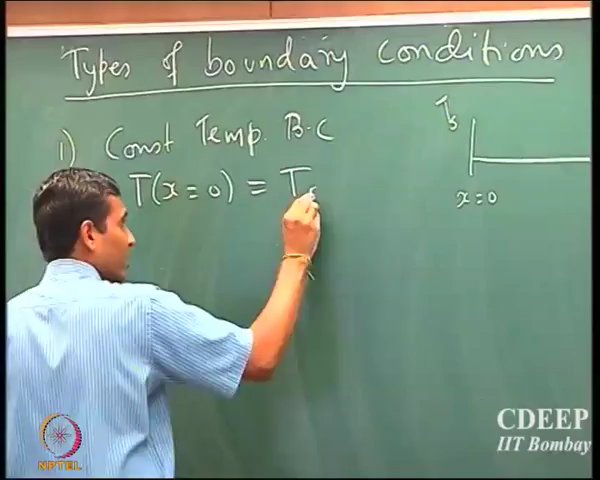 Types of boundary conditions
1) Const Temp. B.C
T(x=0) = Ts
Ts
x=0
CDEEP
IIT Bombay
NPTEL